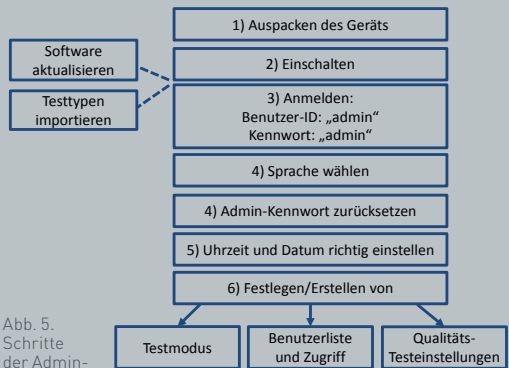 1) Auspacken des Geräts
Software
aktualisieren
2) Einschalten
Testtypen
importieren
3) Anmelden:
Benutzer-ID: „admin“
Kennwort: „admin“
4) Sprache wählen
4) Admin-Kennwort zurücksetzen
5) Uhrzeit und Datum richtig einstellen
6) Festlegen/Erstellen von
Testmodus
Benutzerliste
und Zugriff
Qualitäts-
Testeinstellungen
Abb. 5.
Schritte
der Admin-